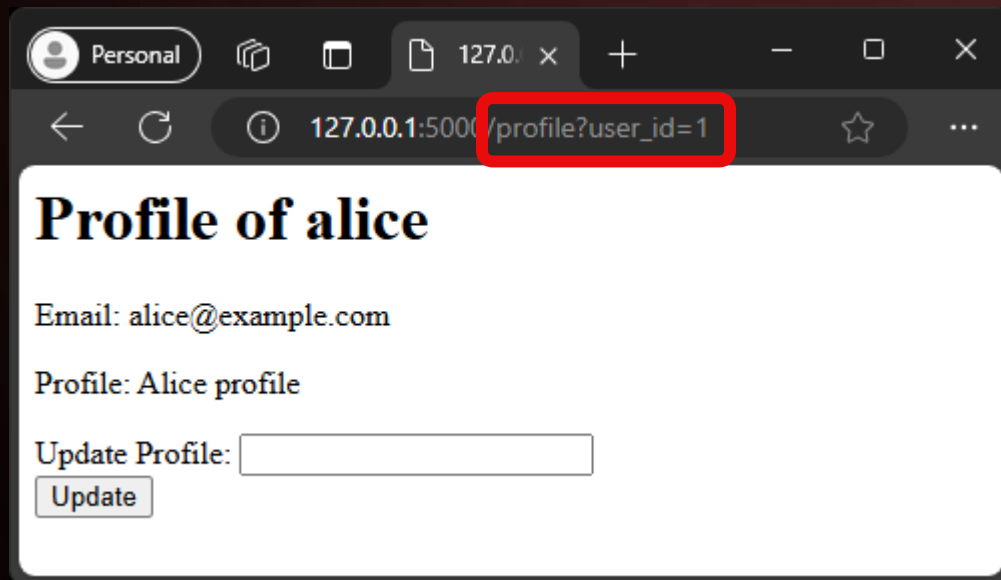 Personal
127.0.
127.0.0.1:5000/profile?user_id=1
Profile of alice
Email: alice@example.com
Profile: Alice profile
Update Profile:
Update